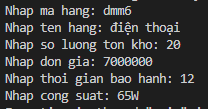 Nhap ma hang: dmm6
Nhap ten hang: điện thoại
Nhap so luong ton kho: 20
Nhap don gia: 7000000
Nhap thoi gian bao hanh: 12
Nhap cong suat: 65W